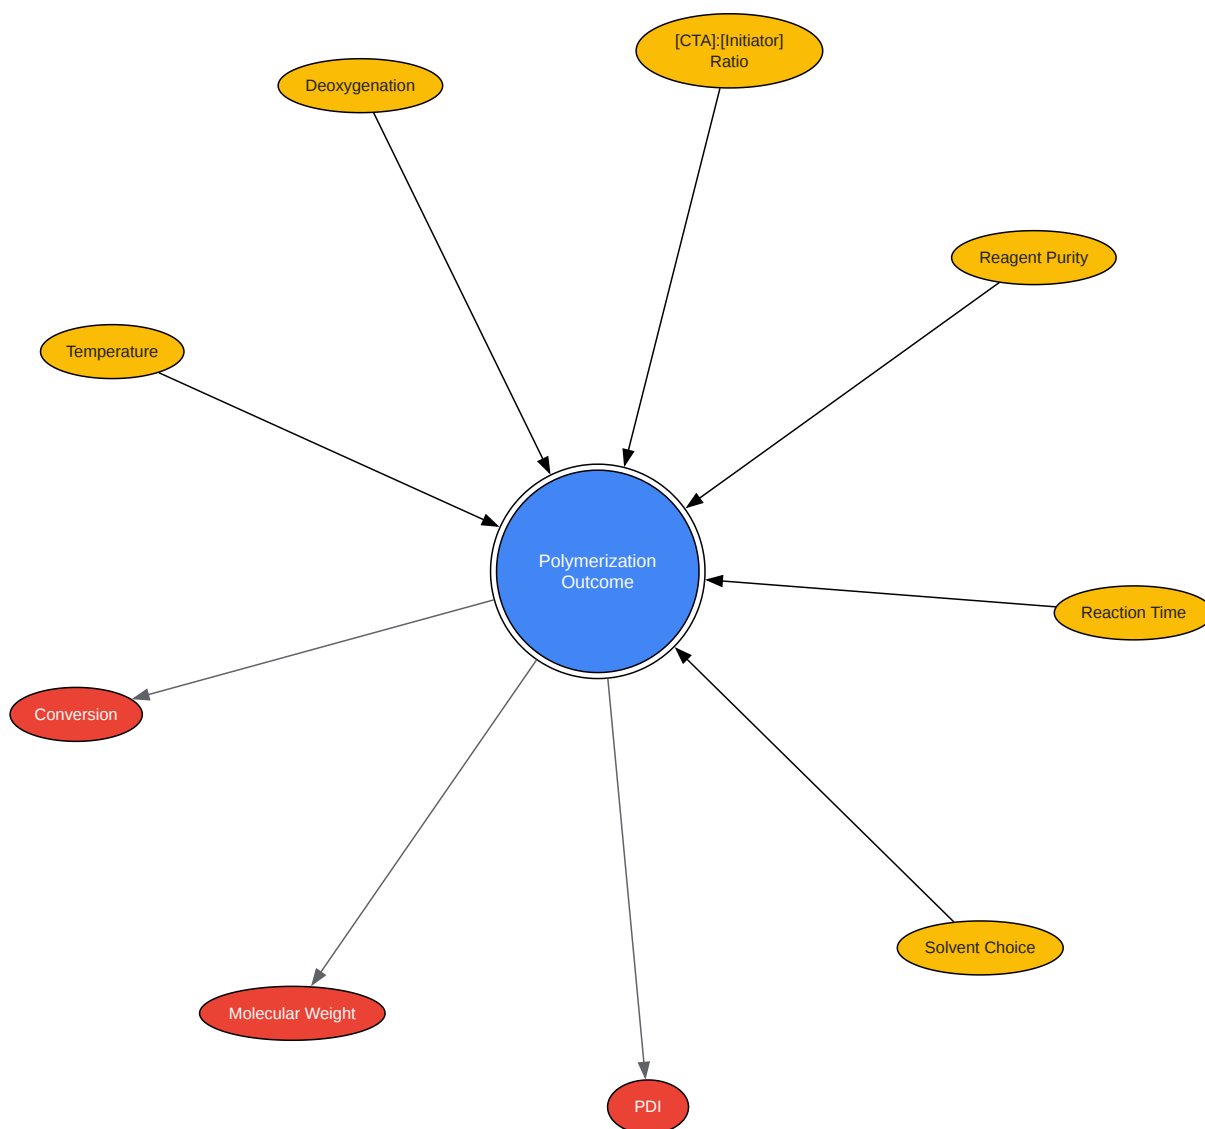 [CTA]:[Initiator]
Ratio
Deoxygenation
Reagent Purity
Temperature
Polymerization
Outcome
Reaction Time
Conversion
Solvent Choice
Molecular Weight
PDI